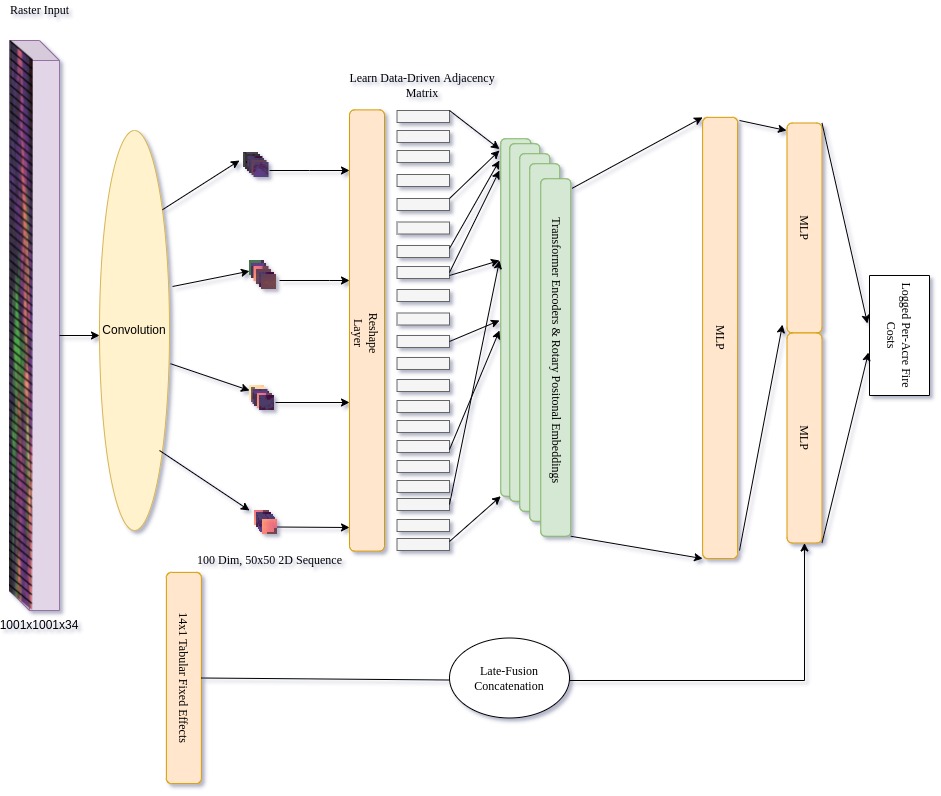 Raster Input
Learn Data-Driven Adjacency
Matrix
Convolution
Reshape
Layer
Transformer Encoders & Rotary Positional Embeddings
MLP
MLP
MLP
Logged Per-Acre Fire
Costs
100 Dim, 50x50 2D Sequence
1001x1001x34
14x1 Tabular Fixed Effects
Late-Fusion
Concatenation